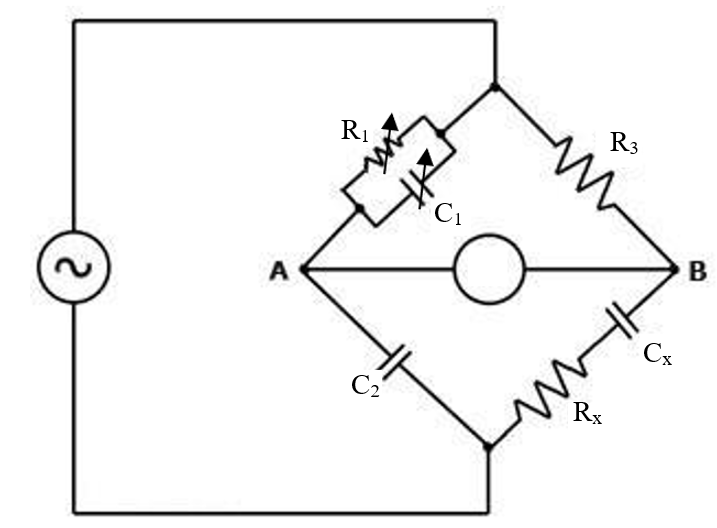 R₁
R₃
C₁
A
B
C₂
Cₓ
Rₓ